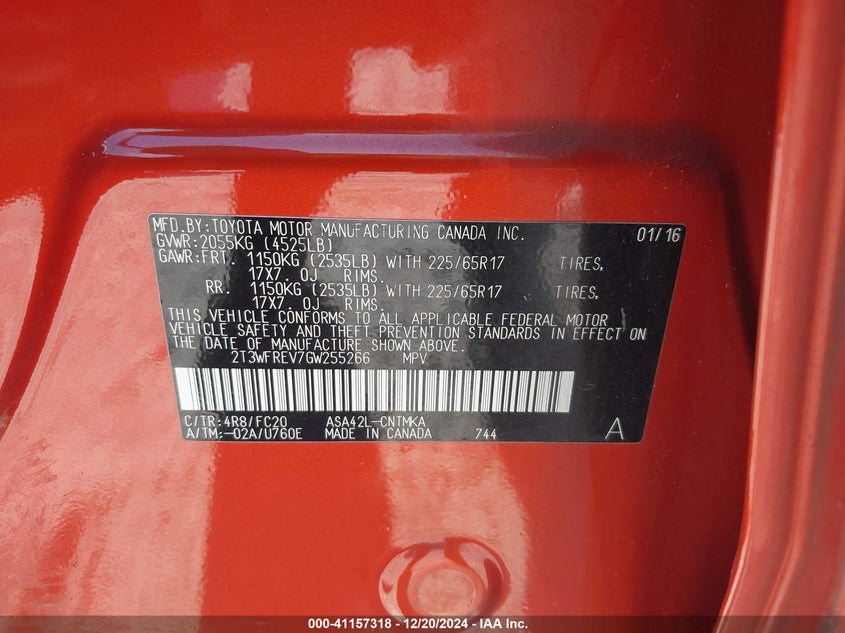 MFD.BY:TOYOTA MOTOR MANUFACTURING CANADA INC. 01/16
GVWR:2055KG (4525LB)
GAWR:FRT. 1150KG (2535LB) WITH 225/65R17 TIRES,
17X7.0J RIMS.
RR. 1150KG (2535LB) WITH 225/65R17 TIRES,
17X7.0J RIMS.
THIS VEHICLE CONFORMS TO ALL APPLICABLE FEDERAL MOTOR
VEHICLE SAFETY AND THEFT PREVENTION STANDARDS IN EFFECT ON
THE DATE OF MANUFACTURE SHOWN ABOVE.
2T3WFREV7GW255266 MPV
C/TR:4R8/FC20 ASA42L-CNTMKA
A/TM:-02A/U760E MADE IN CANADA 744 A
000-41157318 - 12/20/2024 - IAA Inc.